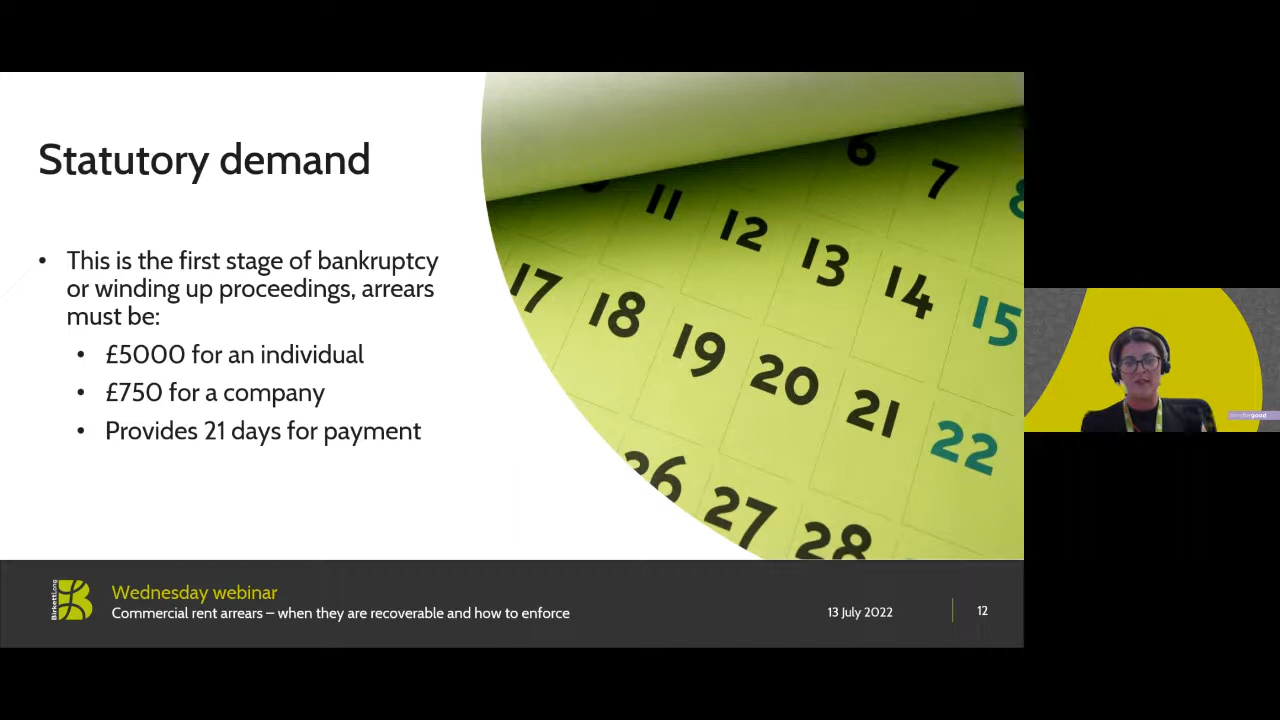 Statutory demand
• This is the first stage of bankruptcy
or winding up proceedings, arrears
must be:
• £5000 for an individual
• £750 for a company
• Provides 21 days for payment
6 7 8
11 12 13 14 15
17 18 19 20 21 22
26 27 28
BirkettLong
Wednesday webinar
Commercial rent arrears – when they are recoverable and how to enforce
13 July 2022
12